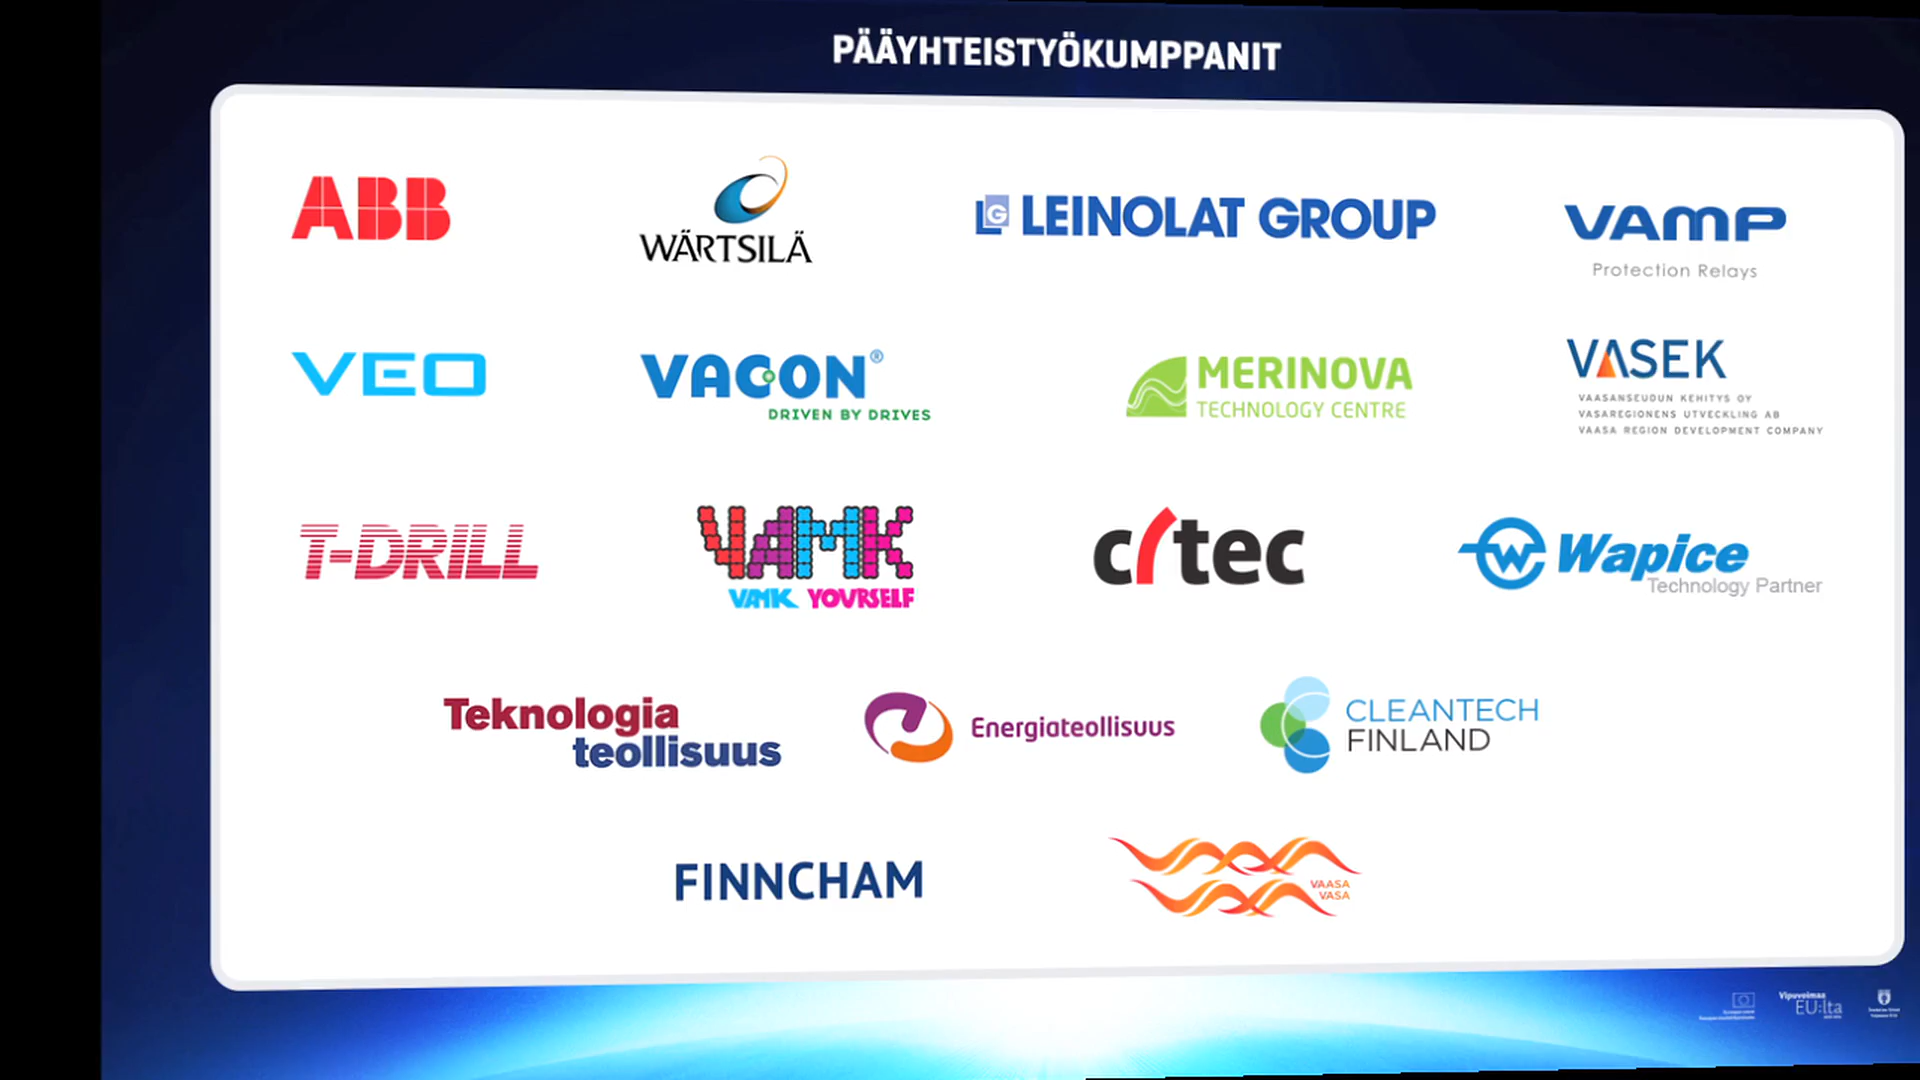 PÄÄYHTEISTYÖKUMPPANIT
ABB
WÄRTSILÄ
LG LEINOLAT GROUP
VAMP
Protection Relays
VEO
VACON®
DRIVEN BY DRIVES
MERINOVA
TECHNOLOGY CENTRE
VASEK
VAASANSEUDUN KEHITYS OY
VASAREGIONENS UTVECKLING AB
VAASA REGION DEVELOPMENT COMPANY
T-DRILL
VAMK
VAMK YOURSELF
citec
W Wapice
Technology Partner
Teknologia
teollisuus
Energiateollisuus
CLEANTECH
FINLAND
FINNCHAM
VAASA
VASA
Vipuvoimaa
EU:lta